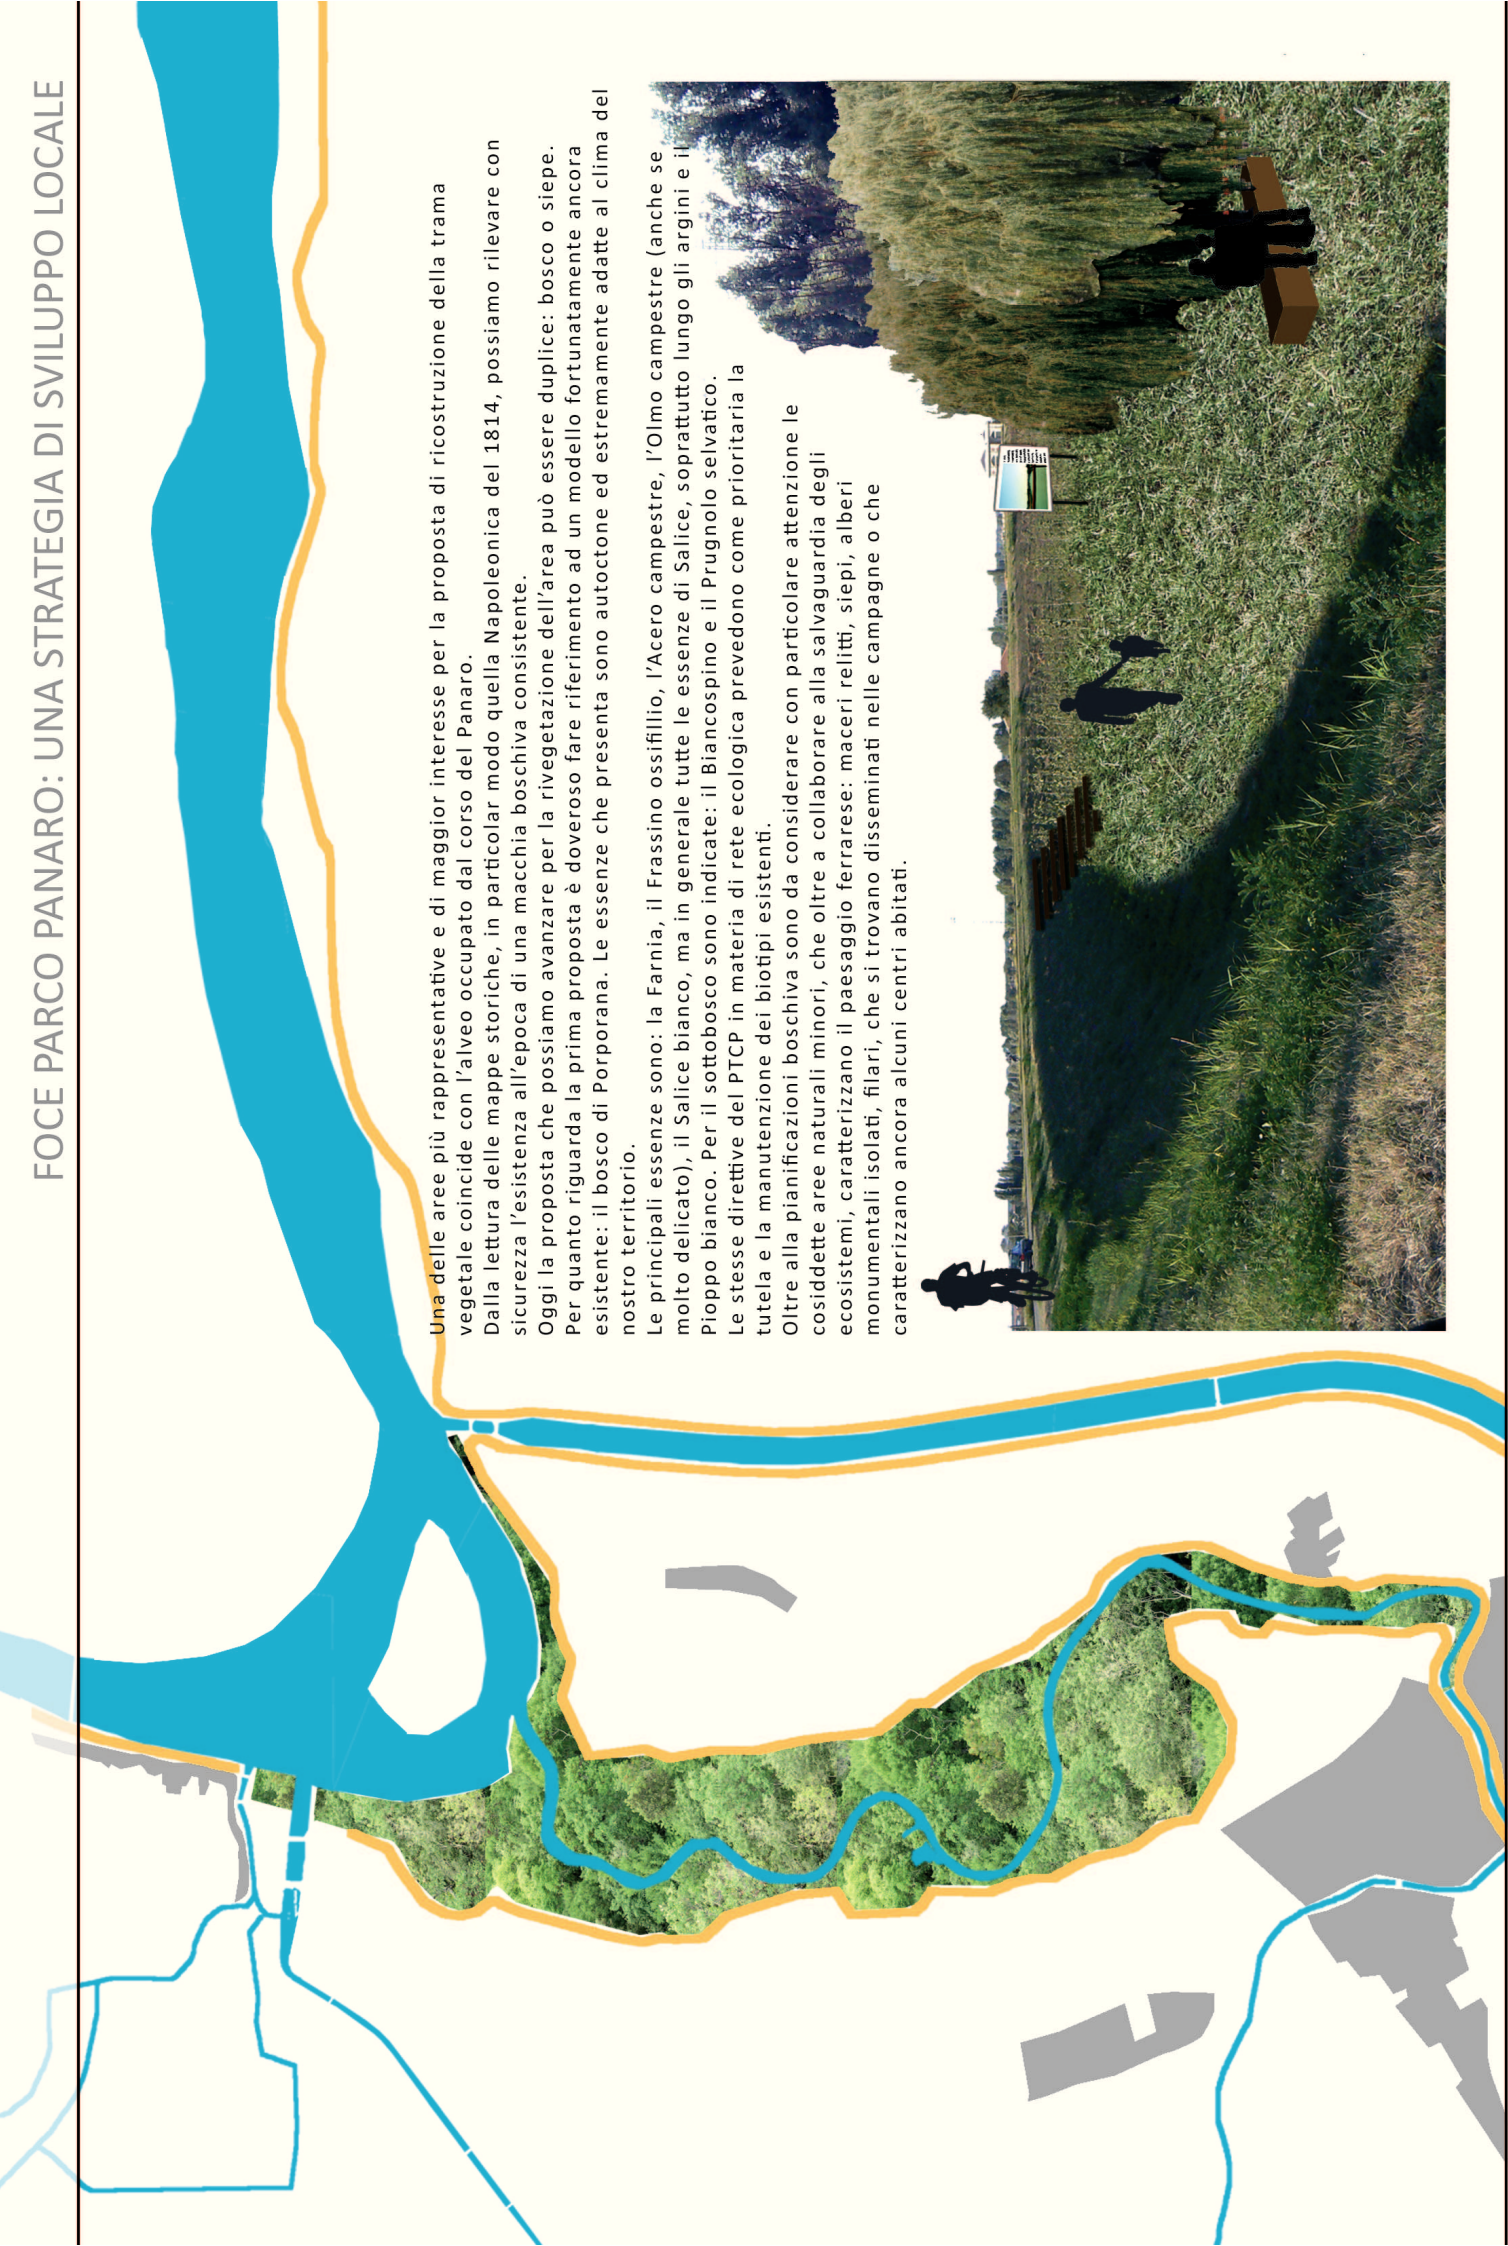 FOCE PARCO PANARO: UNA STRATEGIA DI SVILUPPO LOCALE
Una delle aree più rappresentative e di maggior interesse per la proposta di ricostruzione della trama
vegetale coincide con l'alveo occupato dal corso del Panaro.
Dalla lettura delle mappe storiche, in particolar modo quella Napoleonica del 1814, possiamo rilevare con
sicurezza l'esistenza all'epoca di una macchia boschiva consistente.
Oggi la proposta che possiamo avanzare per la rivegetazione dell'area può essere duplice: bosco o siepe.
Per quanto riguarda la prima proposta è doveroso fare riferimento ad un modello fortunatamente ancora
esistente: il bosco di Porporana. Le essenze che presenta sono autoctone ed estremamente adatte al clima del
nostro territorio.
Le principali essenze sono: la Farnia, il Frassino ossifillio, l'Acero campestre, l'Olmo campestre (anche se
molto delicato), il Salice bianco, ma in generale tutte le essenze di Salice, soprattutto lungo gli argini e il
Pioppo bianco. Per il sottobosco sono indicate: il Biancospino e il Prugnolo selvatico.
Le stesse direttive del PTCP in materia di rete ecologica prevedono come prioritaria la
tutela e la manutenzione dei biotipi esistenti.
Oltre alla pianificazioni boschiva sono da considerare con particolare attenzione le
cosiddette aree naturali minori, che oltre a collaborare alla salvaguardia degli
ecosistemi, caratterizzano il paesaggio ferrarese: maceri relitti, siepi, alberi
monumentali isolati, filari, che si trovano disseminati nelle campagne o che
caratterizzano ancora alcuni centri abitati.